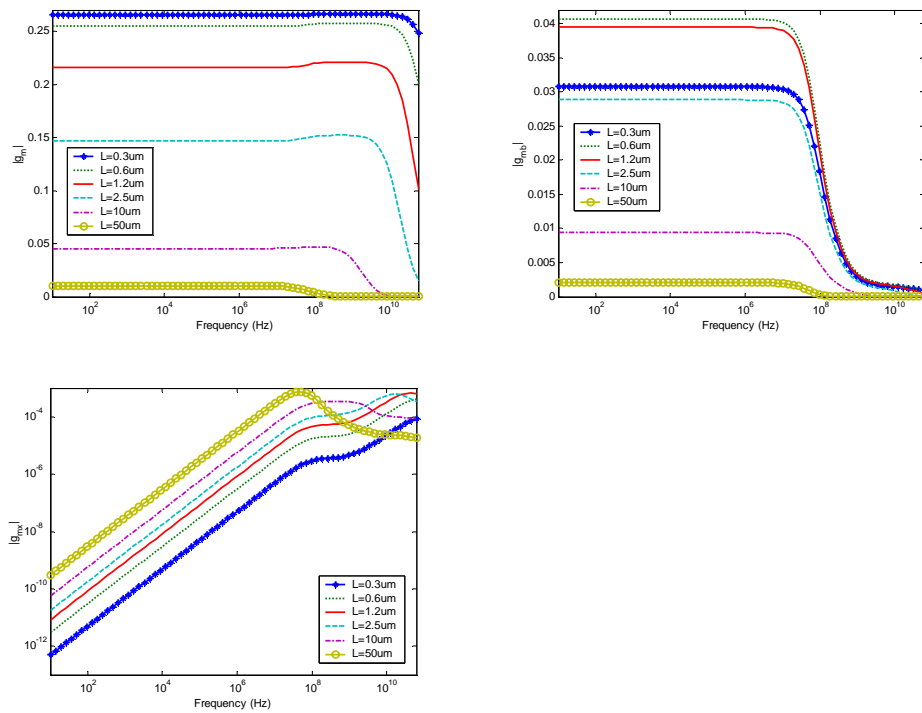 0.25
0.2
0.15
0.1
0.05
0
|gm|
L=0.3um
L=0.6um
L=1.2um
L=2.5um
L=10um
L=50um
10^2
10^4
10^6
10^8
10^10
Frequency (Hz)
0.04
0.035
0.03
0.025
0.02
0.015
0.01
0.005
0
|gmb|
L=0.3um
L=0.6um
L=1.2um
L=2.5um
L=10um
L=50um
10^2
10^4
10^6
10^8
10^10
Frequency (Hz)
10^-4
10^-6
10^-8
10^-10
10^-12
|gmx|
L=0.3um
L=0.6um
L=1.2um
L=2.5um
L=10um
L=50um
10^2
10^4
10^6
10^8
10^10
Frequency (Hz)